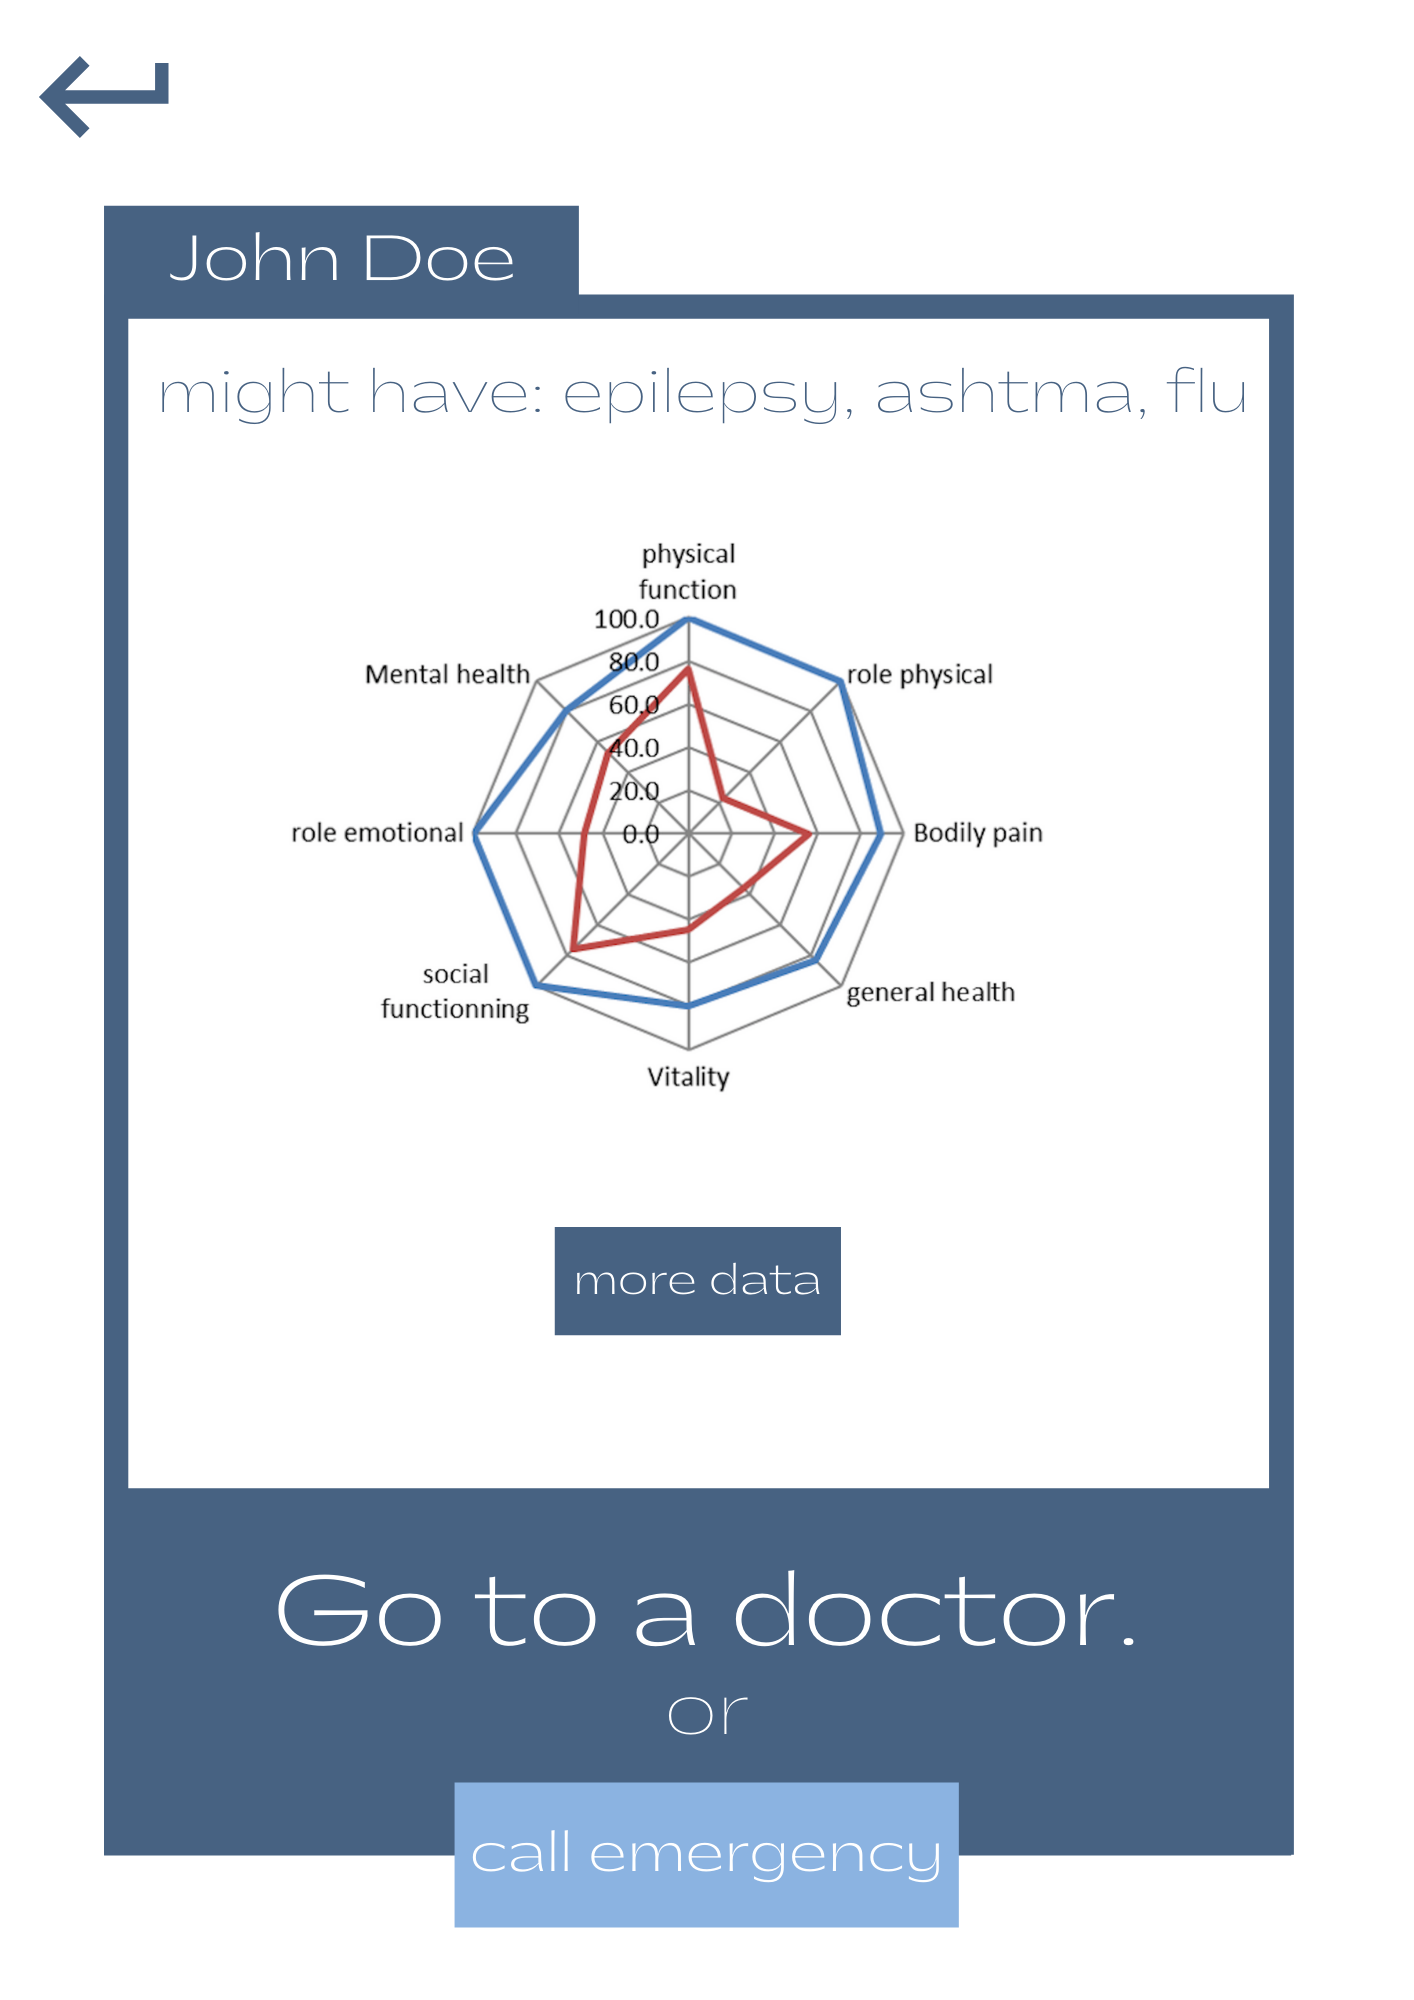 John Doe
might have: epilepsy, ashtma, flu
physical
function
100.0
80.0
Mental health
role physical
60.0
40.0
20.0
role emotional
0.0
Bodily pain
social
functionning
general health
Vitality
more data
Go to a doctor.
or
call emergency